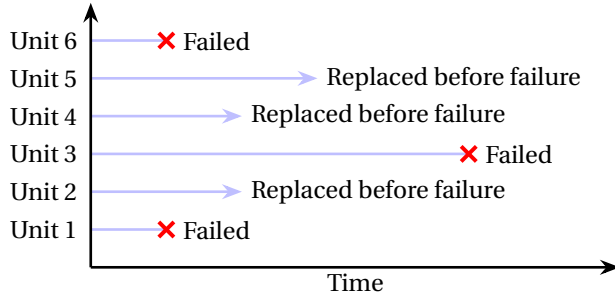 Unit 6 Failed
Unit 5 Replaced before failure
Unit 4 Replaced before failure
Unit 3 Failed
Unit 2 Replaced before failure
Unit 1 Failed
Time